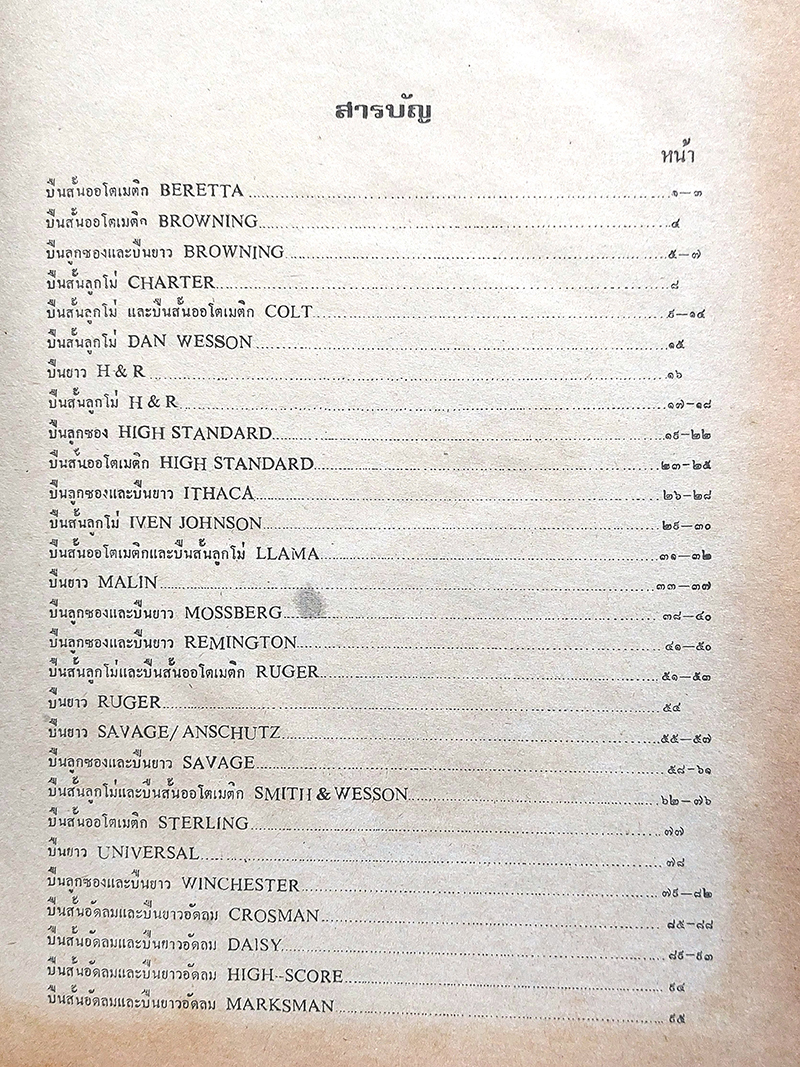 สารบัญ
หน้า
ปืนสั้นออโตเมติก BERETTA ๑—๓
ปืนสั้นออโตเมติก BROWNING ๔
ปืนลูกซองและปืนยาว BROWNING ๕—๗
ปืนสั้นลูกโม่ CHARTER ๘
ปืนสั้นลูกโม่ และปืนสั้นออโตเมติก COLT ๙—๑๔
ปืนสั้นลูกโม่ DAN WESSON ๑๕
ปืนยาว H & R ๑๖
ปืนสั้นลูกโม่ H & R ๑๗-๑๘
ปืนลูกซอง HIGH STANDARD ๑๙—๒๒
ปืนสั้นออโตเมติก HIGH STANDARD ๒๓-๒๕
ปืนลูกซองและปืนยาว ITHACA ๒๖—๒๘
ปืนสั้นลูกโม่ IVEN JOHNSON ๒๙—๓๐
ปืนสั้นออโตเมติกและปืนสั้นลูกโม่ LLAMA ๓๑—๓๒
ปืนยาว MALIN ๓๓—๓๗
ปืนลูกซองและปืนยาว MOSSBERG ๓๘—๔๐
ปืนลูกซองและปืนยาว REMINGTON ๔๑—๕๐
ปืนสั้นลูกโม่และปืนสั้นออโตเมติก RUGER ๕๑—๕๓
ปืนยาว RUGER ๕๔
ปืนยาว SAVAGE/ANSCHUTZ ๕๕—๕๗
ปืนลูกซองและปืนยาว SAVAGE ๕๘—๖๑
ปืนสั้นลูกโม่และปืนสั้นออโตเมติก SMITH & WESSON ๖๒—๗๖
ปืนสั้นออโตเมติก STERLING ๗๗
ปืนยาว UNIVERSAL ๗๘
ปืนลูกซองและปืนยาว WINCHESTER ๗๙—๘๒
ปืนสั้นอัดลมและปืนยาวอัดลม CROSMAN ๘๕—๘๘
ปืนสั้นอัดลมและปืนยาวอัดลม DAISY ๘๙—๙๓
ปืนสั้นอัดลมและปืนยาวอัดลม HIGH-SCORE ๙๔
ปืนสั้นอัดลมและปืนยาวอัดลม MARKSMAN ๙๕